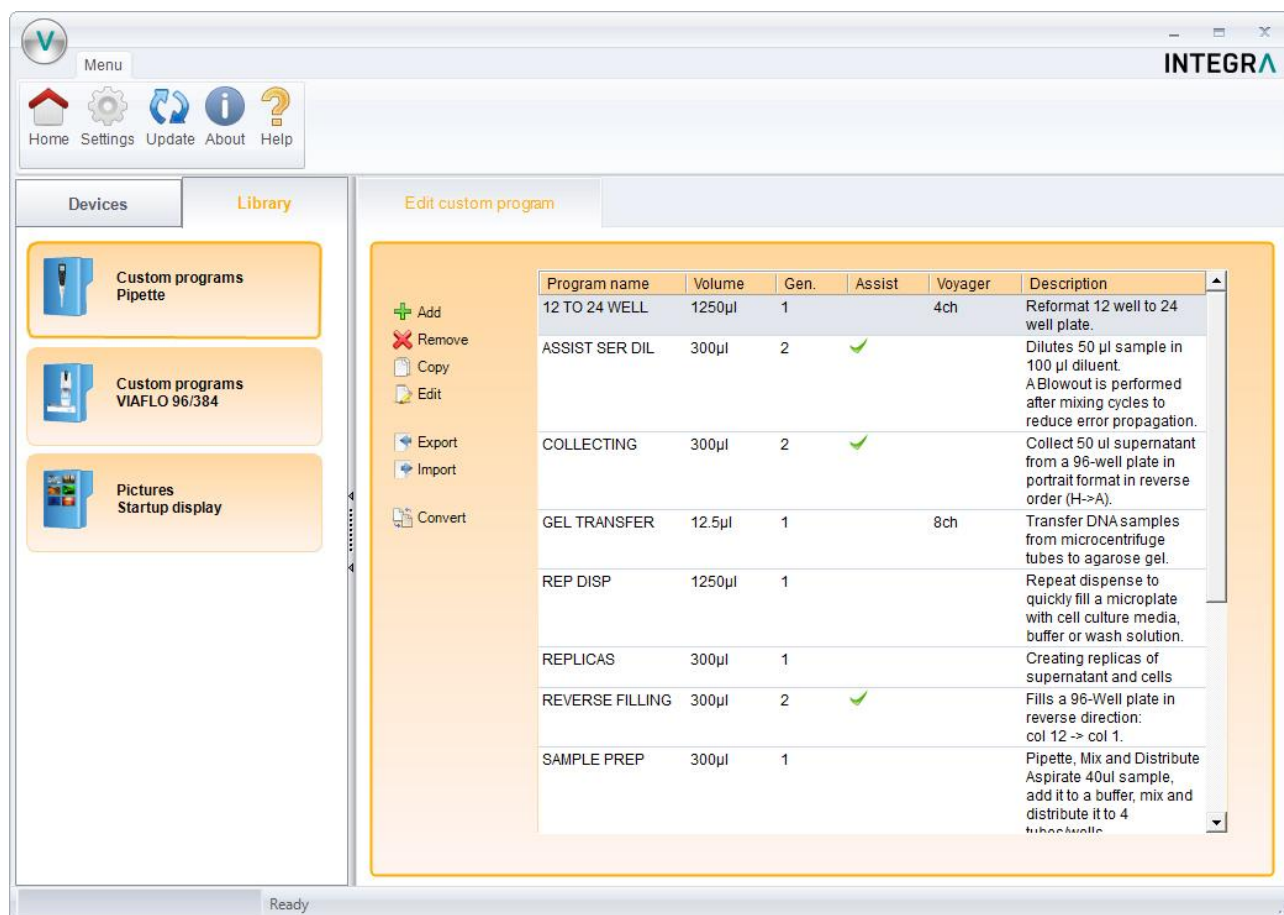 V
Menu
INTEGRA
Home Settings Update About Help
Devices Library Edit custom program
Custom programs
Pipette
Custom programs
VIAFLO 96/384
Pictures
Startup display
Add
Remove
Copy
Edit
Export
Import
Convert
Program name Volume Gen. Assist Voyager Description
12 TO 24 WELL 1250µl 1 4ch Reformat 12 well to 24
well plate.
ASSIST SER DIL 300µl 2 Dilutes 50 µl sample in
100 µl diluent.
A Blowout is performed
after mixing cycles to
reduce error propagation.
COLLECTING 300µl 2 Collect 50 ul supernatant
from a 96-well plate in
portrait format in reverse
order (H->A).
GEL TRANSFER 12.5µl 1 8ch Transfer DNA samples
from microcentrifuge
tubes to agarose gel.
REP DISP 1250µl 1 Repeat dispense to
quickly fill a microplate
with cell culture media,
buffer or wash solution.
REPLICAS 300µl 1 Creating replicas of
supernatant and cells
REVERSE FILLING 300µl 2 Fills a 96-Well plate in
reverse direction:
col 12 -> col 1.
SAMPLE PREP 300µl 1 Pipette, Mix and Distribute
Aspirate 40ul sample,
add it to a buffer, mix and
distribute it to 4
tubes/wells
Ready